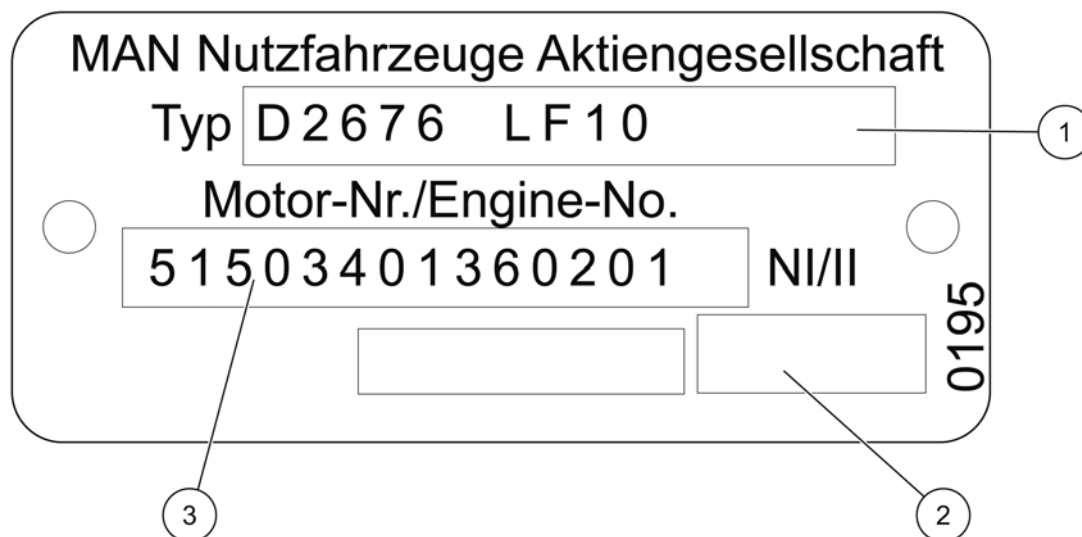 MAN Nutzfahrzeuge Aktiengesellschaft
Typ D2676 LF10
1
Motor-Nr./Engine-No.
51503401360201 NI/II
0195
3
2